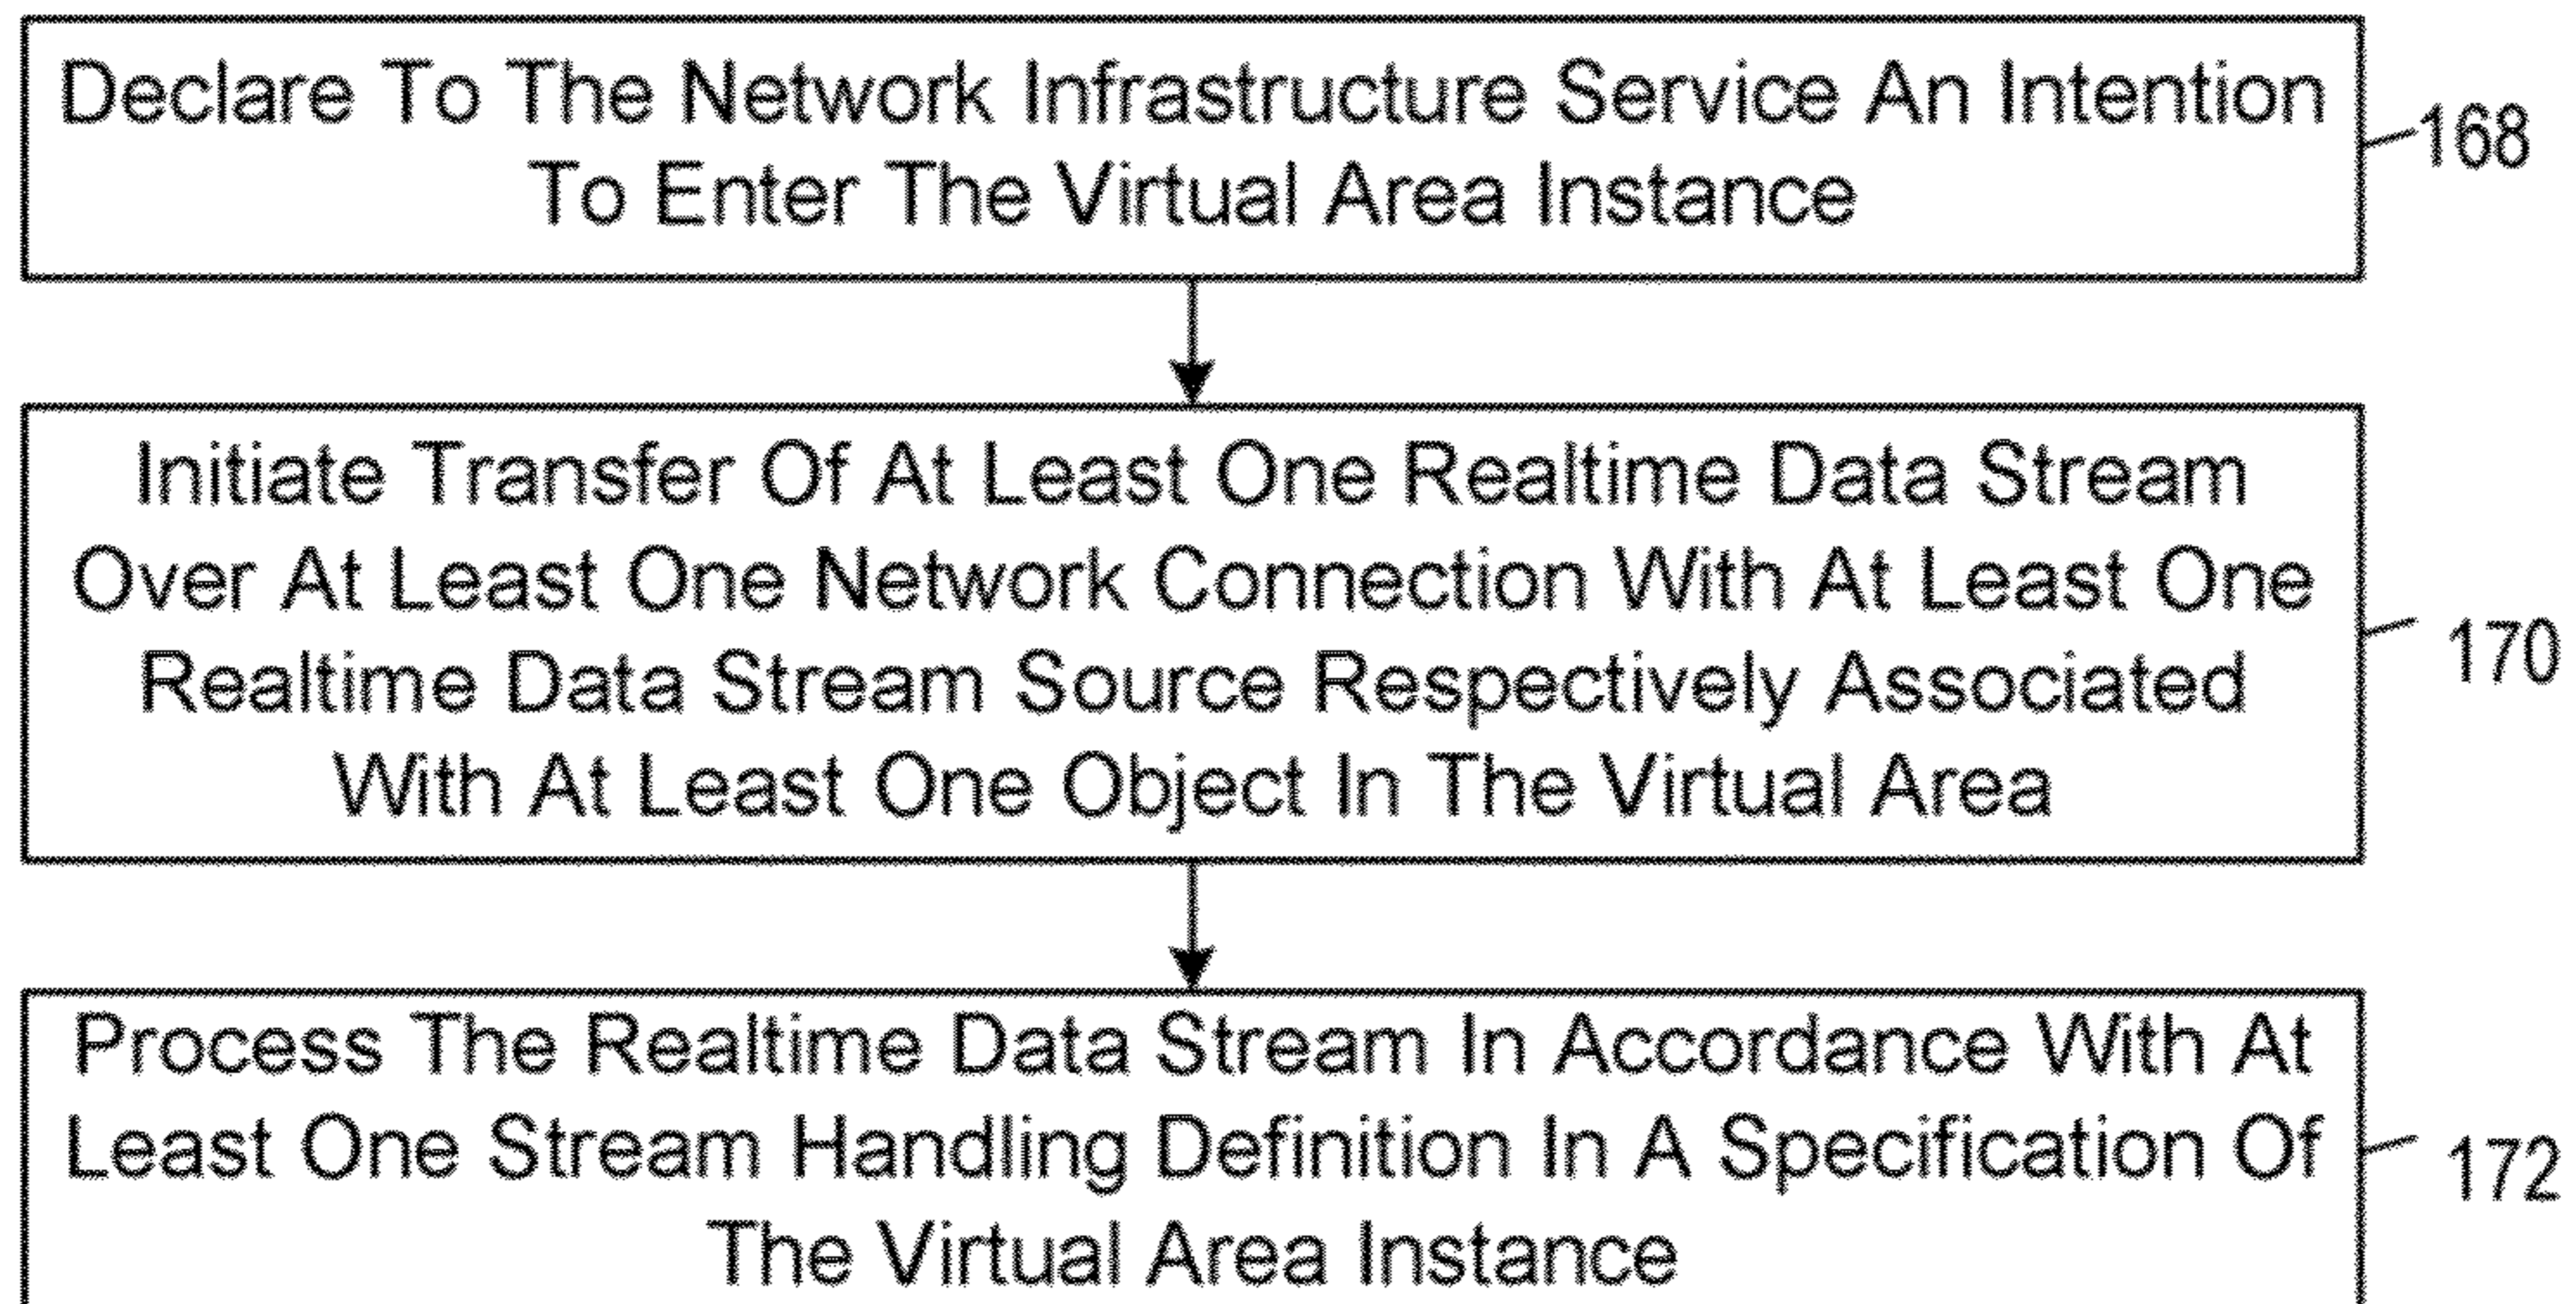 Declare To The Network Infrastructure Service An Intention
To Enter The Virtual Area Instance
168
Initiate Transfer Of At Least One Realtime Data Stream
Over At Least One Network Connection With At Least One
Realtime Data Stream Source Respectively Associated
With At Least One Object In The Virtual Area
170
Process The Realtime Data Stream In Accordance With At
Least One Stream Handling Definition In A Specification Of
The Virtual Area Instance
172